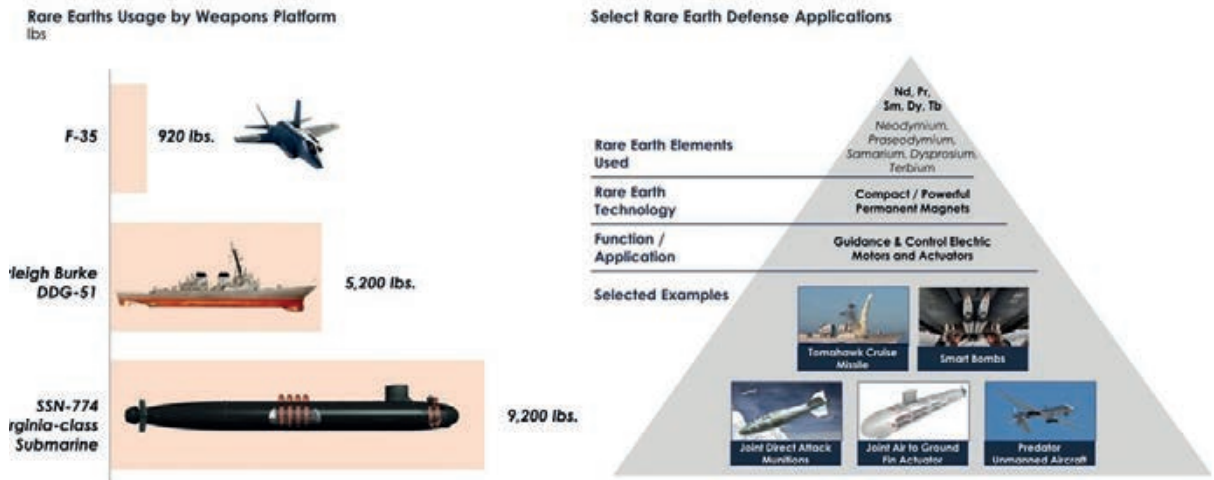 Rare Earths Usage by Weapons Platform
lbs
F-35
920 lbs.
leigh Burke
DDG-51
5,200 lbs.
SSN-774
rginia-class
Submarine
9,200 lbs.
Select Rare Earth Defense Applications
Nd, Pr,
Sm, Dy, Tb
Neodymium,
Praseodymium,
Samarium, Dysprosium,
Terbium
Rare Earth Elements
Used
Rare Earth
Technology
Compact / Powerful
Permanent Magnets
Function /
Application
Guidance & Control Electric
Motors and Actuators
Selected Examples
Tomahawk Cruise
Missile
Smart Bombs
Joint Direct Attack
Munitions
Joint Air to Ground
Fin Actuator
Predator
Unmanned Aircraft